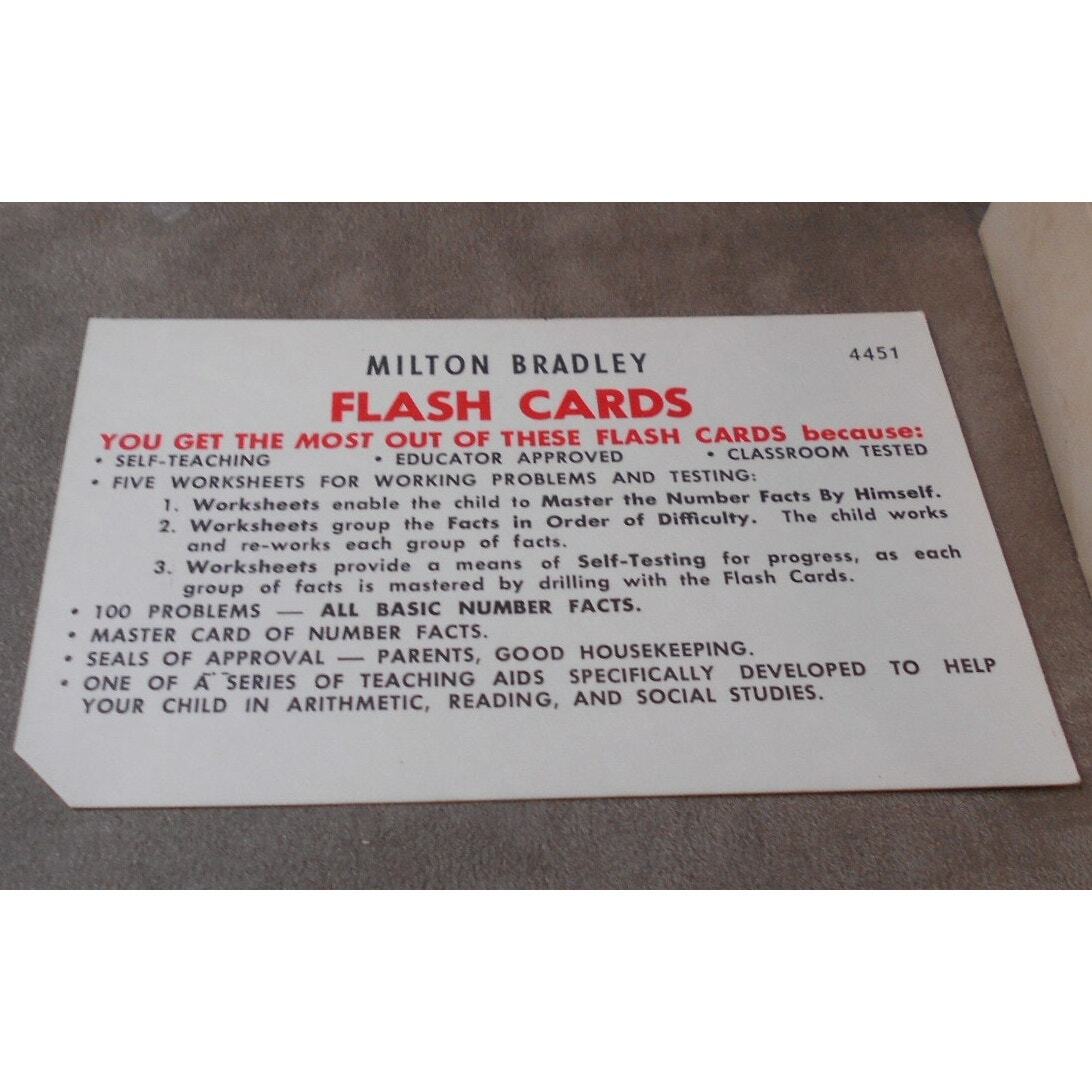 MILTON BRADLEY 4451
FLASH CARDS
YOU GET THE MOST OUT OF THESE FLASH CARDS because:
• SELF-TEACHING • EDUCATOR APPROVED • CLASSROOM TESTED
• FIVE WORKSHEETS FOR WORKING PROBLEMS AND TESTING:
1. Worksheets enable the child to Master the Number Facts By Himself.
2. Worksheets group the Facts in Order of Difficulty. The child works
and re-works each group of facts.
3. Worksheets provide a means of Self-Testing for progress, as each
group of facts is mastered by drilling with the Flash Cards.
• 100 PROBLEMS — ALL BASIC NUMBER FACTS.
• MASTER CARD OF NUMBER FACTS.
• SEALS OF APPROVAL — PARENTS, GOOD HOUSEKEEPING.
• ONE OF A SERIES OF TEACHING AIDS SPECIFICALLY DEVELOPED TO HELP
YOUR CHILD IN ARITHMETIC, READING, AND SOCIAL STUDIES.